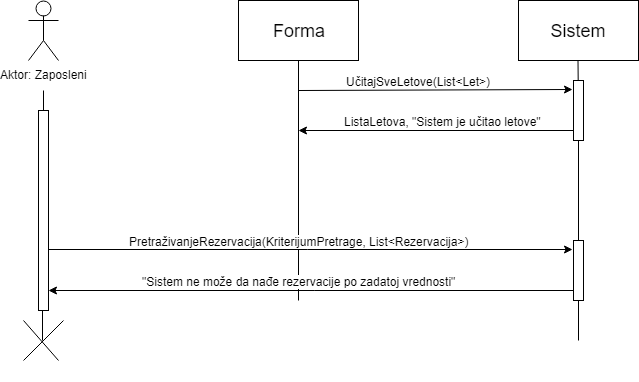 Forma
Sistem
Aktor: Zaposleni
UčitajSveLetove(List<Let>)
ListaLetova, "Sistem je učitao letove"
PretraživanjeRezervacija(KriterijumPretrage, List<Rezervacija>)
"Sistem ne može da nađe rezervacije po zadatoj vrednosti"